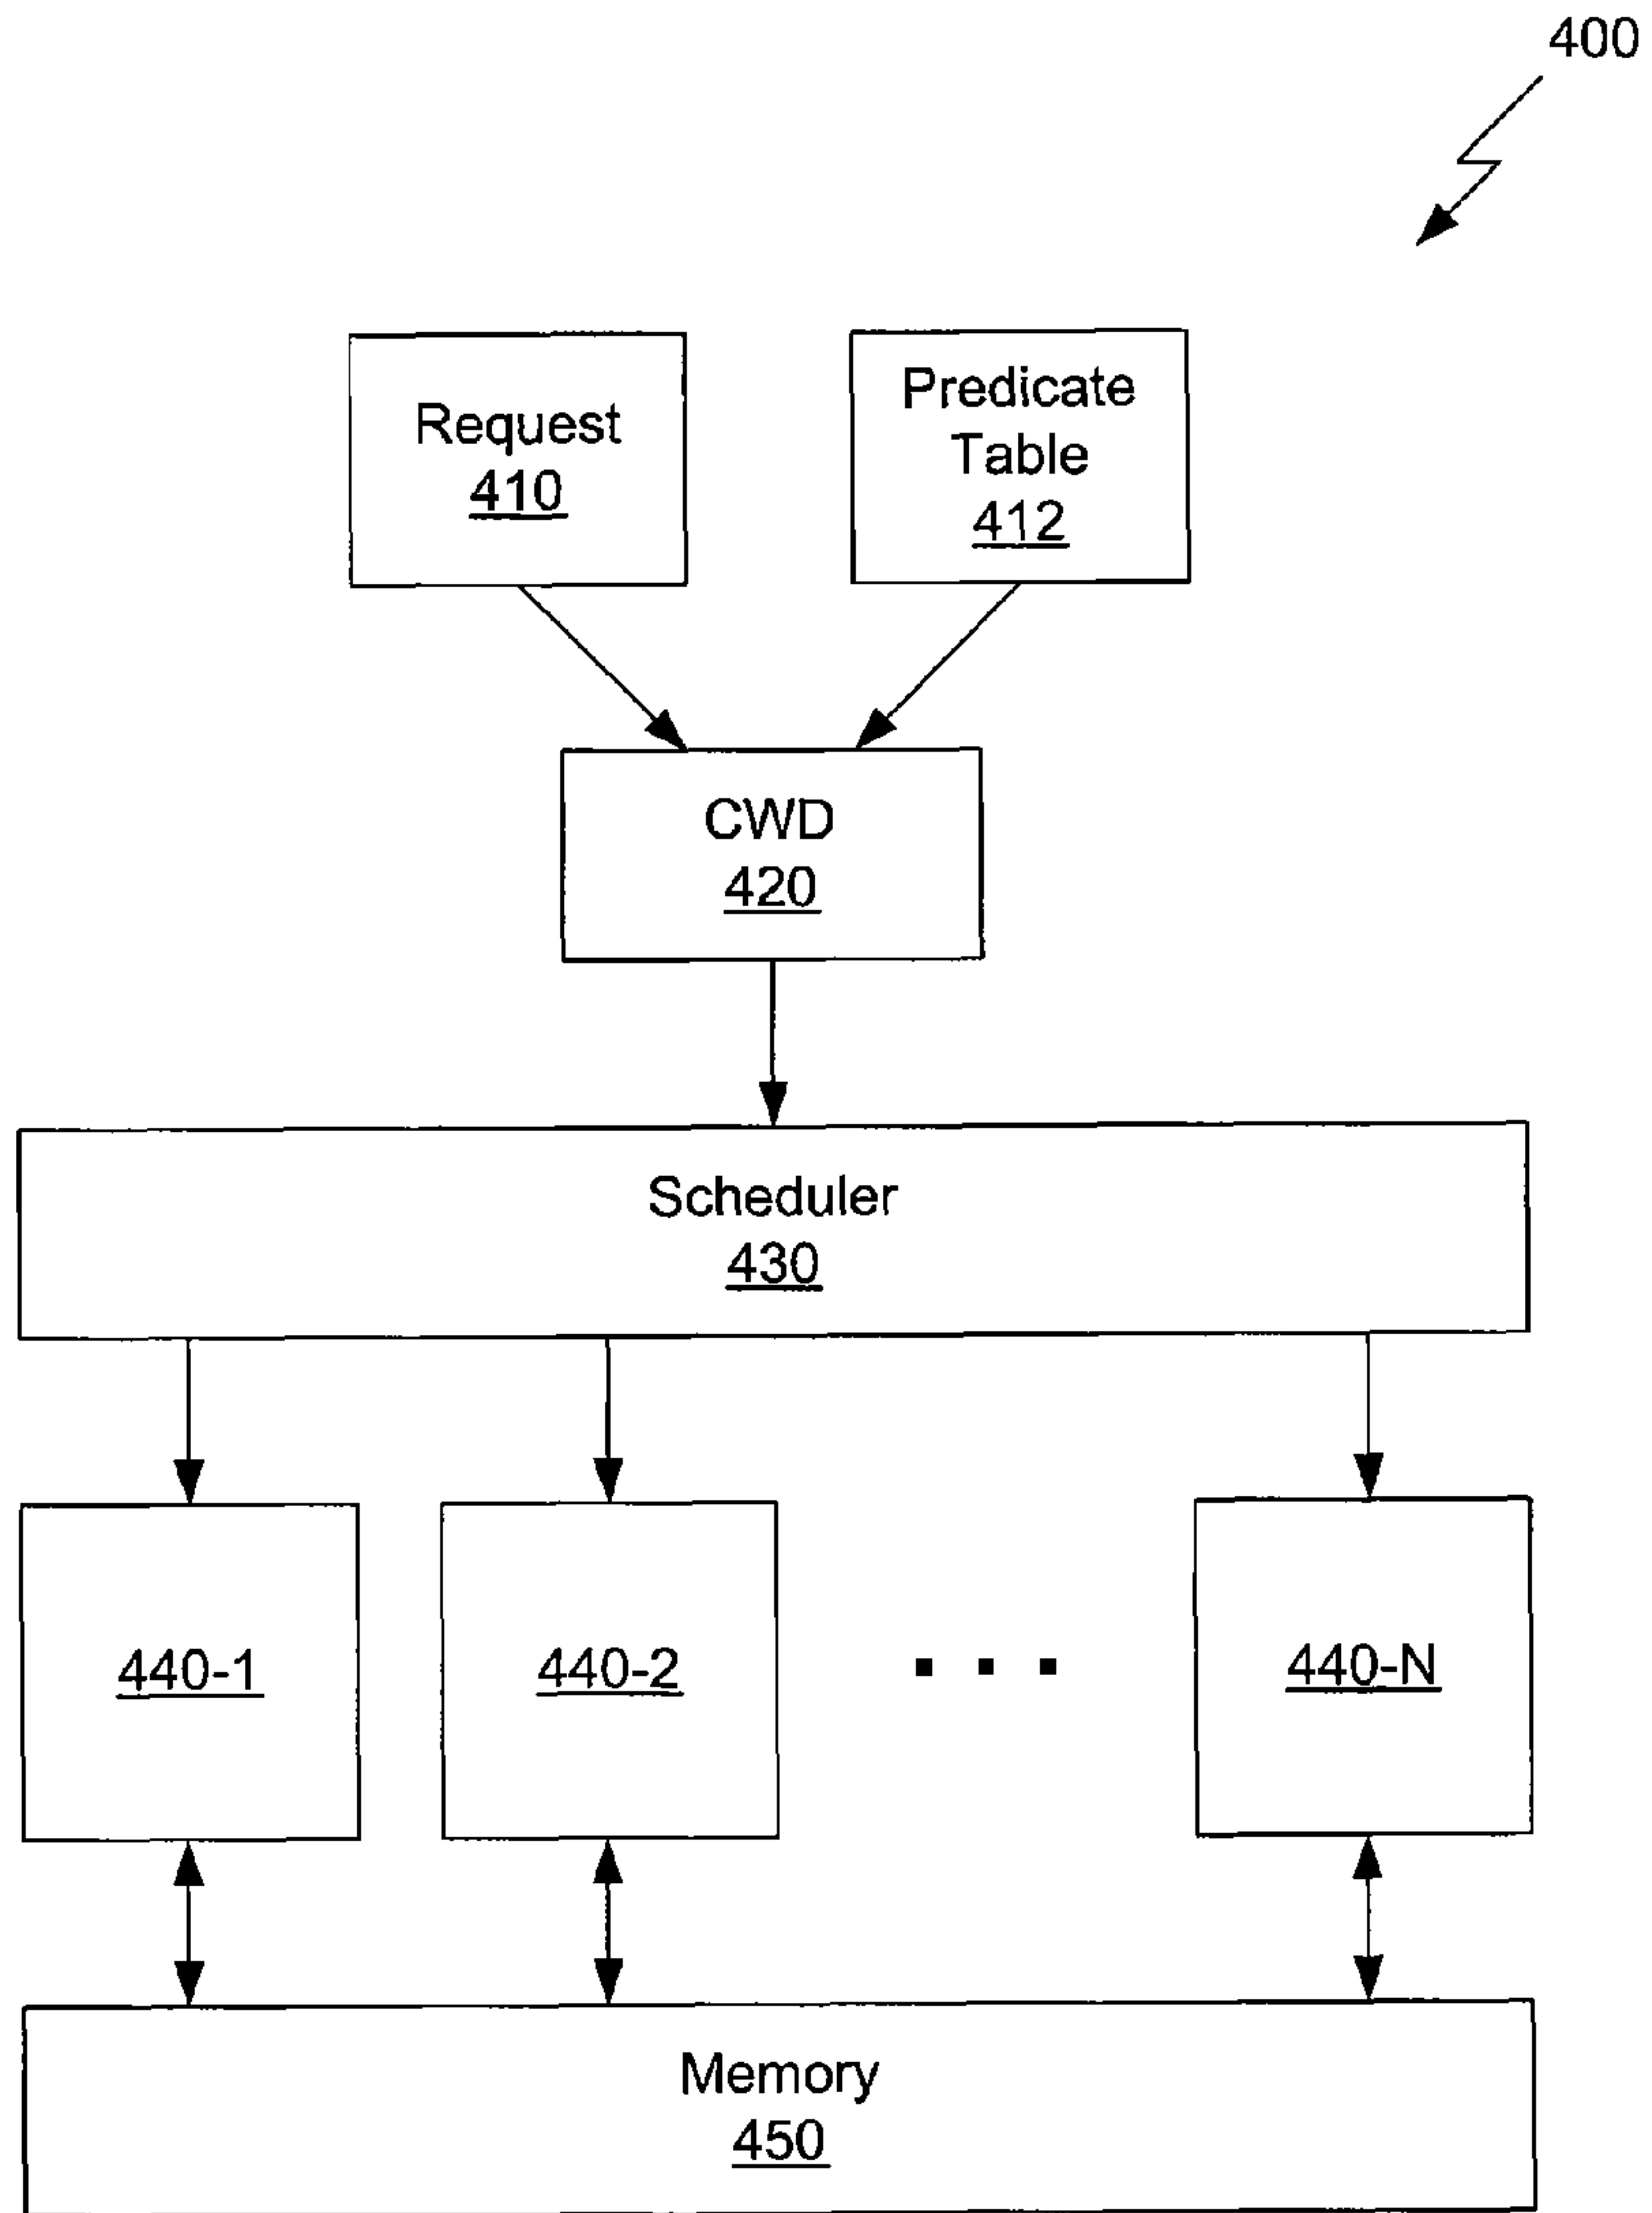 400
Request
410
Predicate
Table
412
CWD
420
Scheduler
430
440-1
440-2
440-N
Memory
450